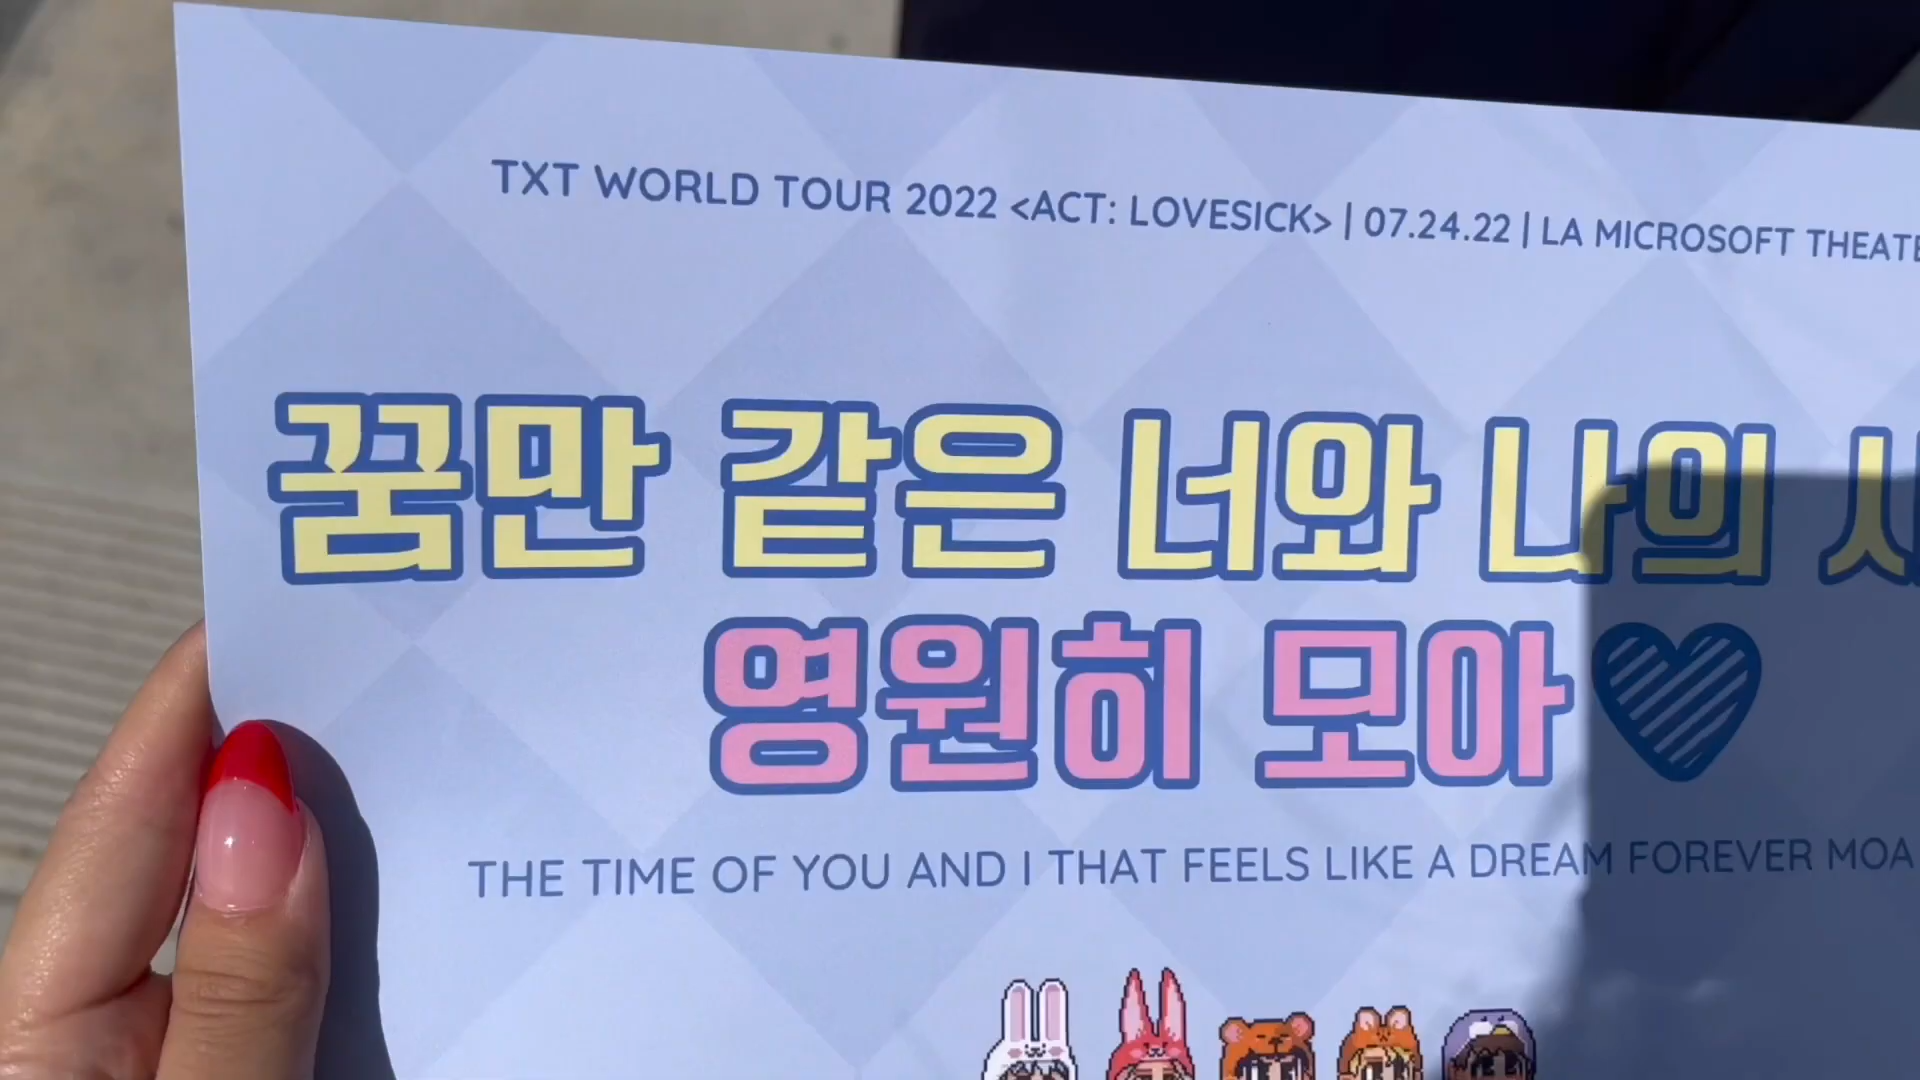 TXT WORLD TOUR 2022 <ACT: LOVESICK> | 07.24.22 | LA MICROSOFT
꿈만 같은 너와 나의
영원히 모아
THE TIME OF YOU AND I THAT FEELS LIKE A DREAM FOREVER MOA